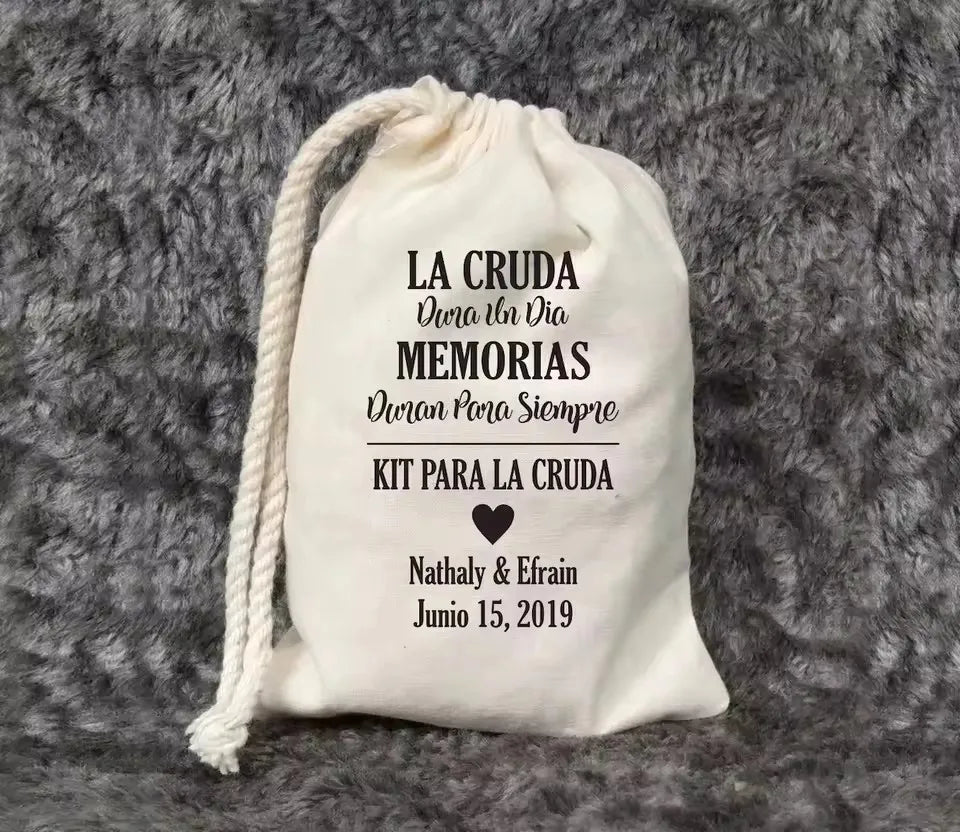 LA CRUDA
Dura Un Dia
MEMORIAS
Duran Para Siempre
KIT PARA LA CRUDA
Nathaly & Efrain
Junio 15, 2019